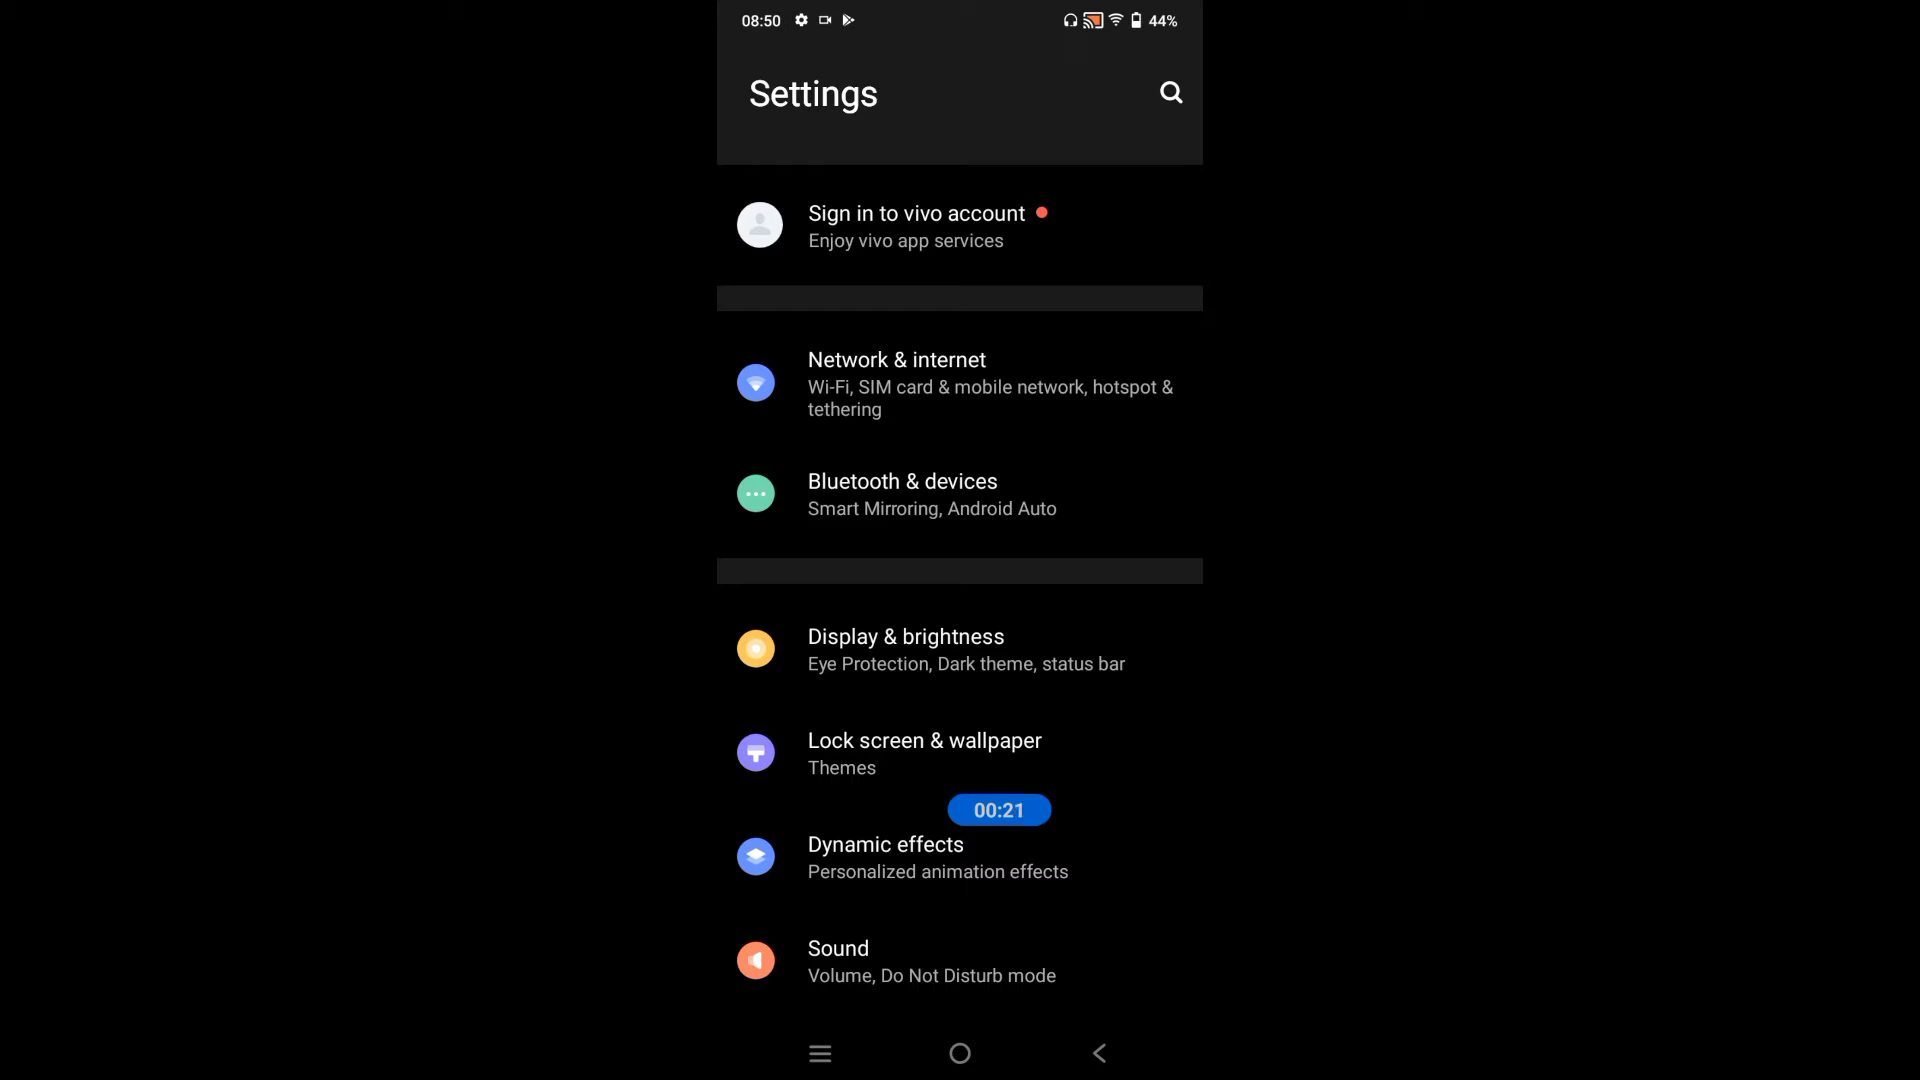 08:50
44%
Settings
Sign in to vivo account
Enjoy vivo app services
Network & internet
Wi-Fi, SIM card & mobile network, hotspot &
tethering
Bluetooth & devices
Smart Mirroring, Android Auto
Display & brightness
Eye Protection, Dark theme, status bar
Lock screen & wallpaper
Themes
00:21
Dynamic effects
Personalized animation effects
Sound
Volume, Do Not Disturb mode